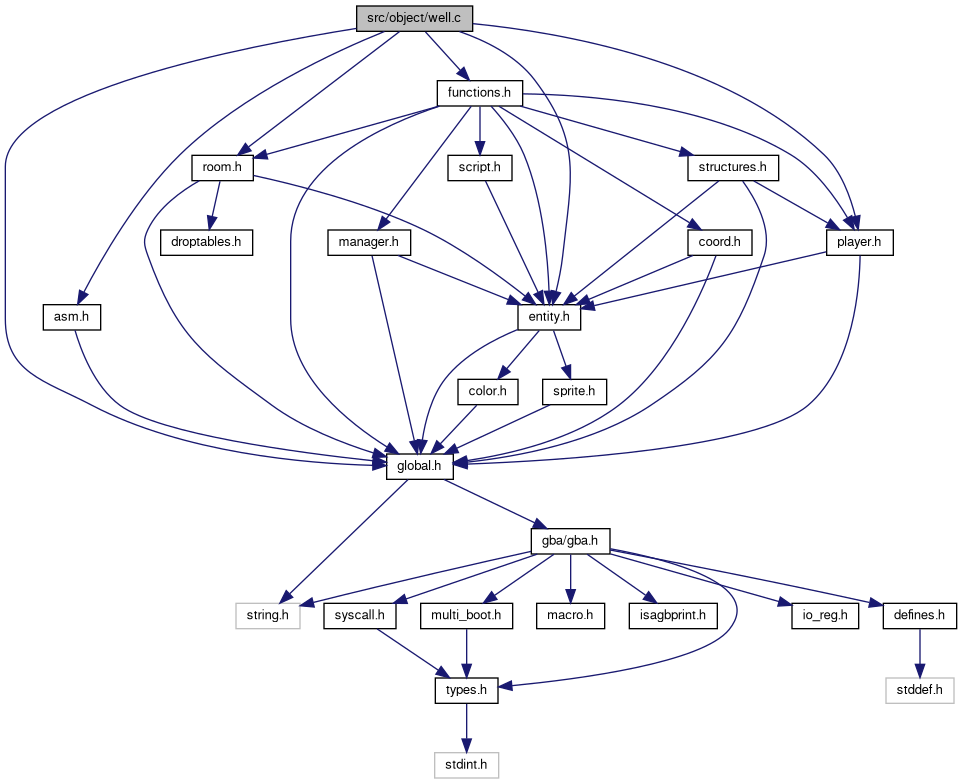 src/object/well.c
functions.h
room.h
script.h
structures.h
droptables.h
manager.h
coord.h
player.h
asm.h
entity.h
color.h
sprite.h
global.h
gba/gba.h
string.h
syscall.h
multi_boot.h
macro.h
isagbprint.h
io_reg.h
defines.h
types.h
stddef.h
stdint.h